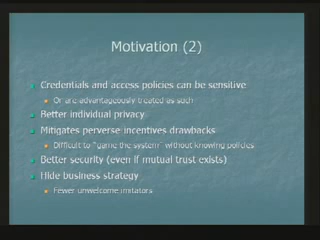 Motivation (2)
Credentials and access policies can be sensitive
Or are advantageously treated as such
Better individual privacy
Mitigates perverse incentives drawbacks
Difficult to "game the system" without knowing policies
Better security (even if mutual trust exists)
Hide business strategy
Fewer unwelcome imitators